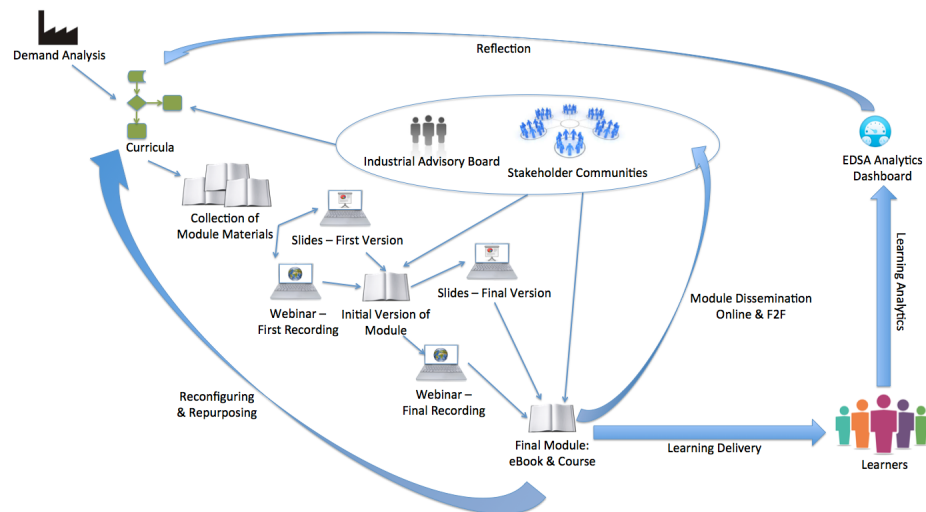 Reflection
Demand Analysis
Curricula
Industrial Advisory Board
Stakeholder Communities
EDSA Analytics
Dashboard
Collection of
Module Materials
Slides – First Version
Learning Analytics
Slides – Final Version
Webinar –
First Recording
Initial Version of
Module
Module Dissemination
Online & F2F
Reconfiguring
& Repurposing
Webinar –
Final Recording
Final Module:
eBook & Course
Learning Delivery
Learners